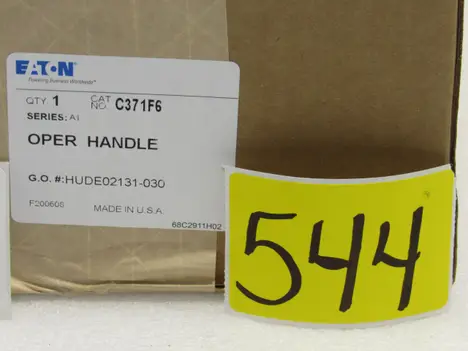 EATON
Powering Business Worldwide
QTY 1 CAT NO. C371F6
SERIES: A1
OPER HANDLE
G.O. #:HUDE02131-030
F20060S
MADE IN U.S.A.
68C2911H02
544